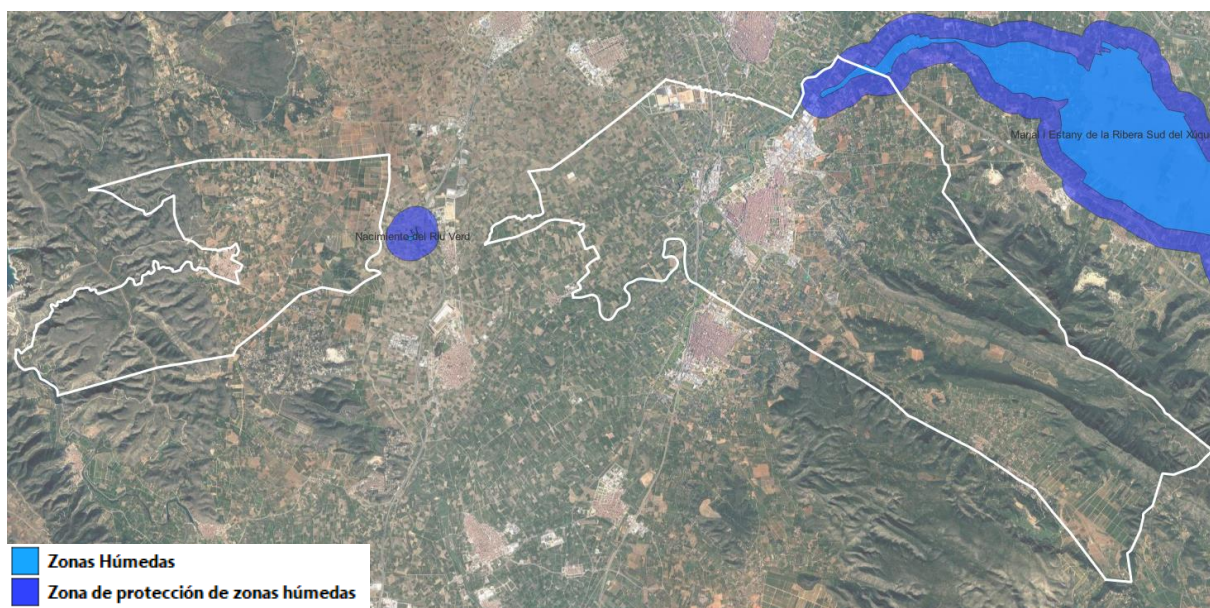 Marjal i Estany de la Ribera Sud del Xúqu
Nacimiento del Riu Verd
Zonas Húmedas
Zona de protección de zonas húmedas